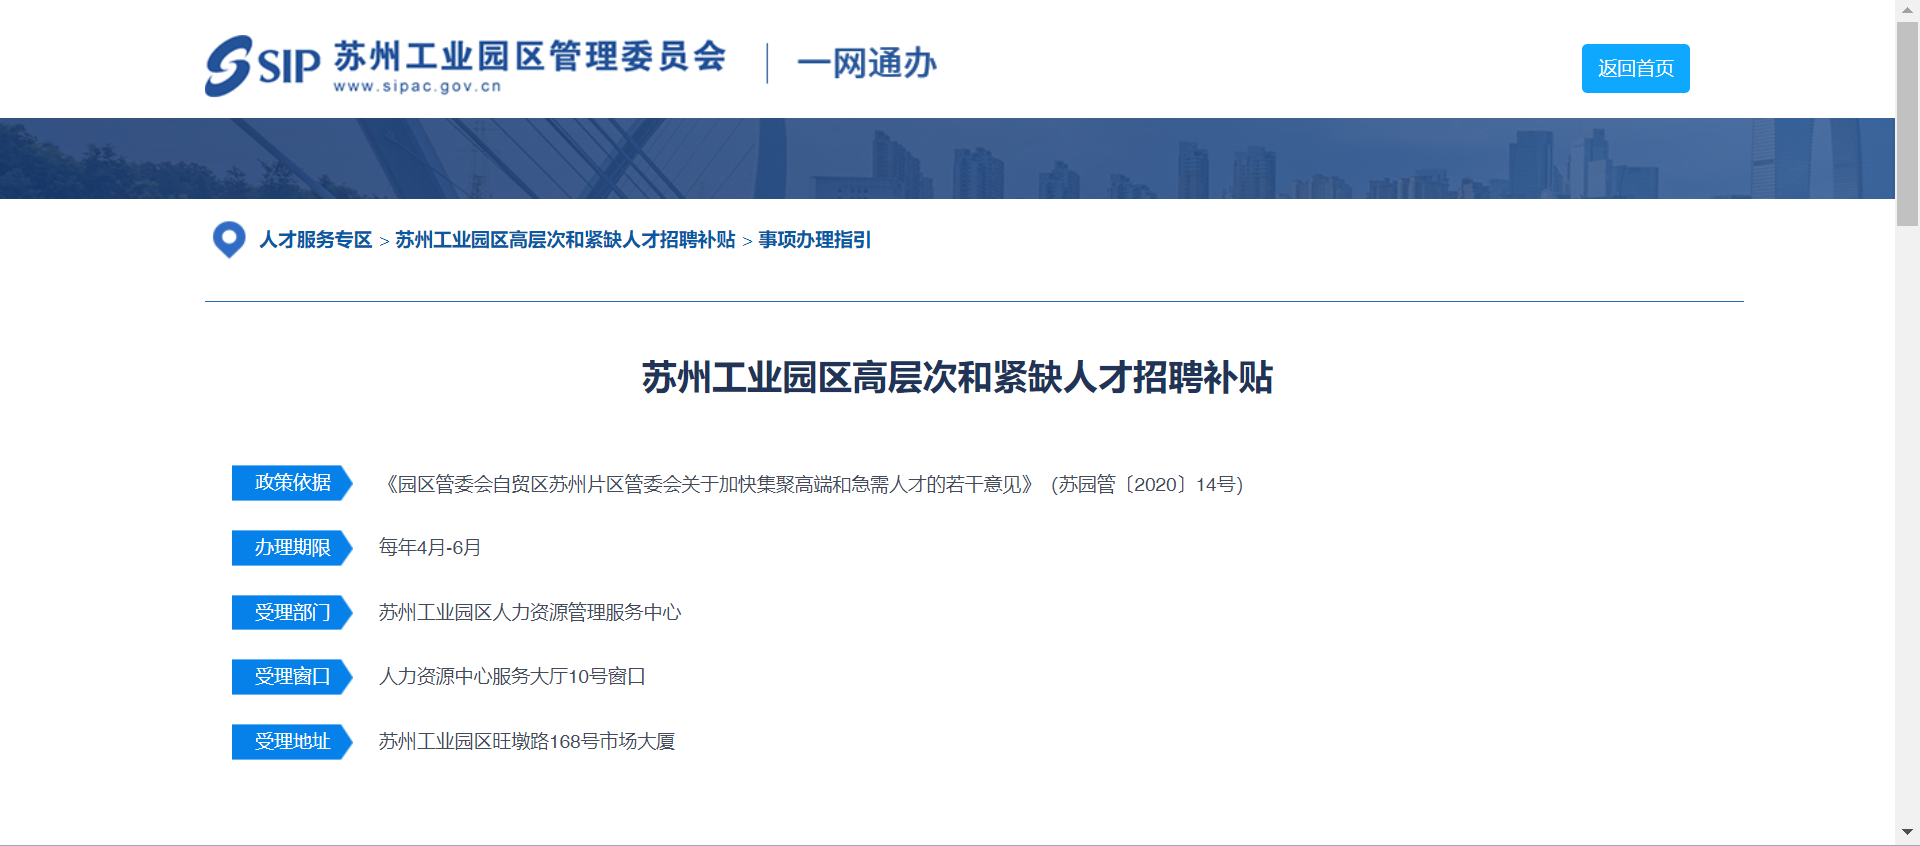 SIP 苏州工业园区管理委员会 一网通办
www.sipac.gov.cn
返回首页
人才服务专区 > 苏州工业园区高层次和紧缺人才招聘补贴 > 事项办理指引
苏州工业园区高层次和紧缺人才招聘补贴
政策依据 《园区管委会自贸区苏州片区管委会关于加快集聚高端和急需人才的若干意见》（苏园管〔2020〕14号）
办理期限 每年4月-6月
受理部门 苏州工业园区人力资源管理服务中心
受理窗口 人力资源中心服务大厅10号窗口
受理地址 苏州工业园区旺墩路168号市场大厦